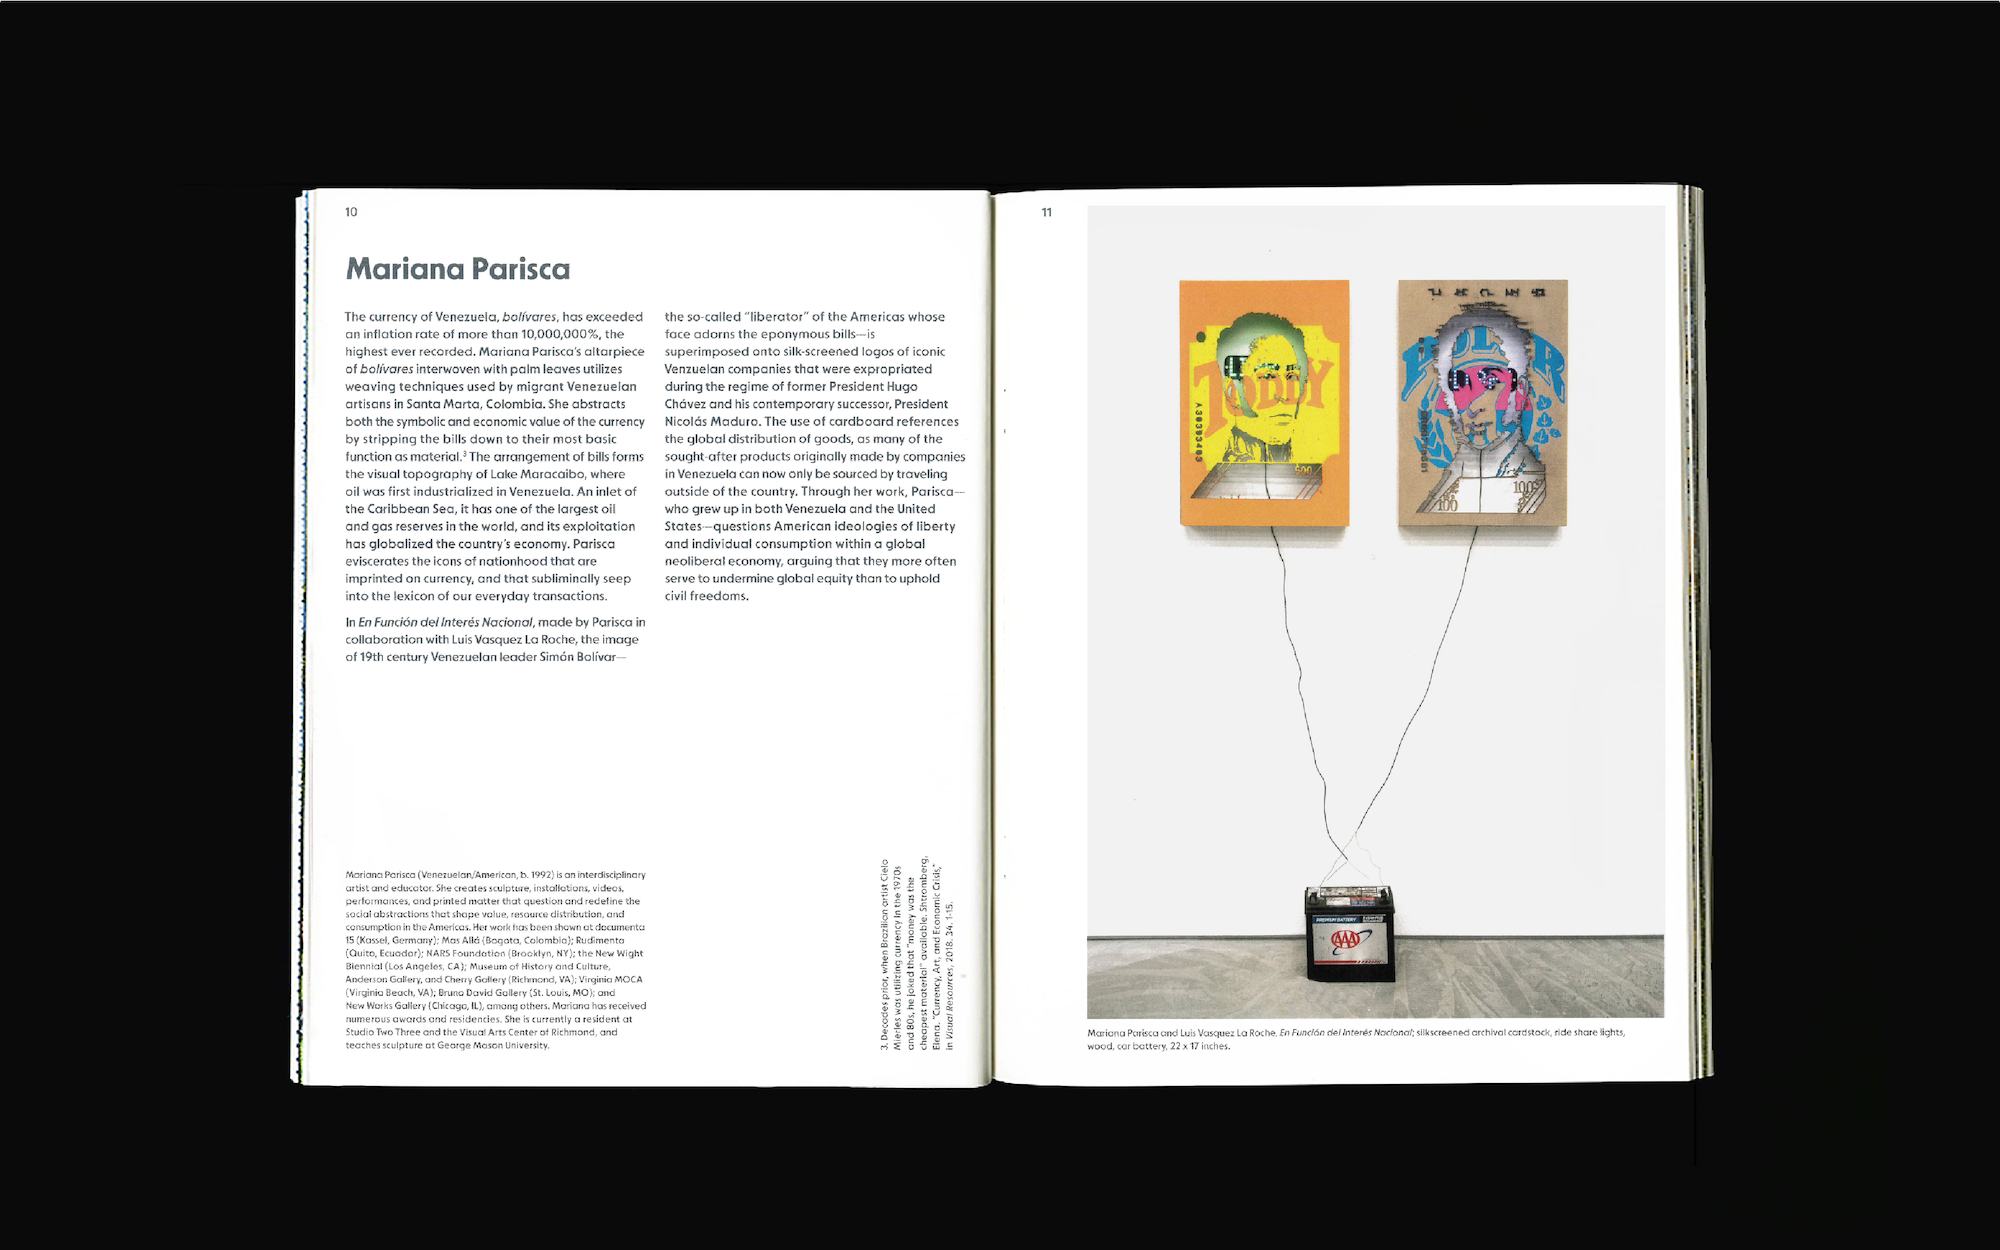 10
Mariana Parisca
The currency of Venezuela, bolívares, has exceeded
an inflation rate of more than 10,000,000%, the
highest ever recorded. Mariana Parisca's altarpiece
of bolívares interwoven with palm leaves utilizes
weaving techniques used by migrant Venezuelan
artisans in Santa Marta, Colombia. She abstracts
both the symbolic and economic value of the currency
by stripping the bills down to their most basic
function as material.3 The arrangement of bills forms
the visual topography of Lake Maracaibo, where
oil was first industrialized in Venezuela. An inlet of
the Caribbean Sea, it has one of the largest oil
and gas reserves in the world, and its exploitation
has globalized the country's economy. Parisca
eviscerates the icons of nationhood that are
imprinted on currency, and that subliminally seep
into the lexicon of our everyday transactions.
In En Función del Interés Nacional, made by Parisca in
collaboration with Luis Vasquez La Roche, the image
of 19th century Venezuelan leader Simón Bolívar—
the so-called "liberator" of the Americas whose
face adorns the eponymous bills—is
superimposed onto silk-screened logos of iconic
Venzuelan companies that were expropriated
during the regime of former President Hugo
Chávez and his contemporary successor, President
Nicolás Maduro. The use of cardboard references
the global distribution of goods, as many of the
sought-after products originally made by companies
in Venezuela can now only be sourced by traveling
outside of the country. Through her work, Parisca—
who grew up in both Venezuela and the United
States—questions American ideologies of liberty
and individual consumption within a global
neoliberal economy, arguing that they more often
serve to undermine global equity than to uphold
civil freedoms.
Mariana Parisca (Venezuelan/American, b. 1992) is an interdisciplinary
artist and educator. She creates sculpture, installations, videos,
performances, and printed matter that question and redefine the
social abstractions that shape value, resource distribution, and
consumption in the Americas. Her work has been shown at documenta
15 (Kassel, Germany); Mas Allá (Bogota, Colombia); Rudimento
(Quito, Ecuador); NARS Foundation (Brooklyn, NY); the New Wight
Biennial (Los Angeles, CA); Museum of History and Culture,
Anderson Gallery, and Cherry Gallery (Richmond, VA); Virginia MOCA
(Virginia Beach, VA); Bruno David Gallery (St. Louis, MO); and
New Works Gallery (Chicago, IL), among others. Mariana has received
numerous awards and residencies. She is currently a resident at
Studio Two Three and the Visual Arts Center of Richmond, and
teaches sculpture at George Mason University.
3. Decades prior, when Brazilian artist Cielo
Mierles was utilizing currency in the 1970s
and 80s, he joked that "money was the
cheapest material" available. Shtromberg,
Elena. "Currency, Art, and Economic Crisis,"
in Visual Resources, 2018. 34. 1-15.
11
TODDY
A38393403
500
POLAR
100
100
PREMIUM BATTERY
AAA
Mariana Parisca and Luis Vasquez La Roche, En Función del Interés Nacional; silkscreened archival cardstock, ride share lights,
wood, car battery, 22 x 17 inches.